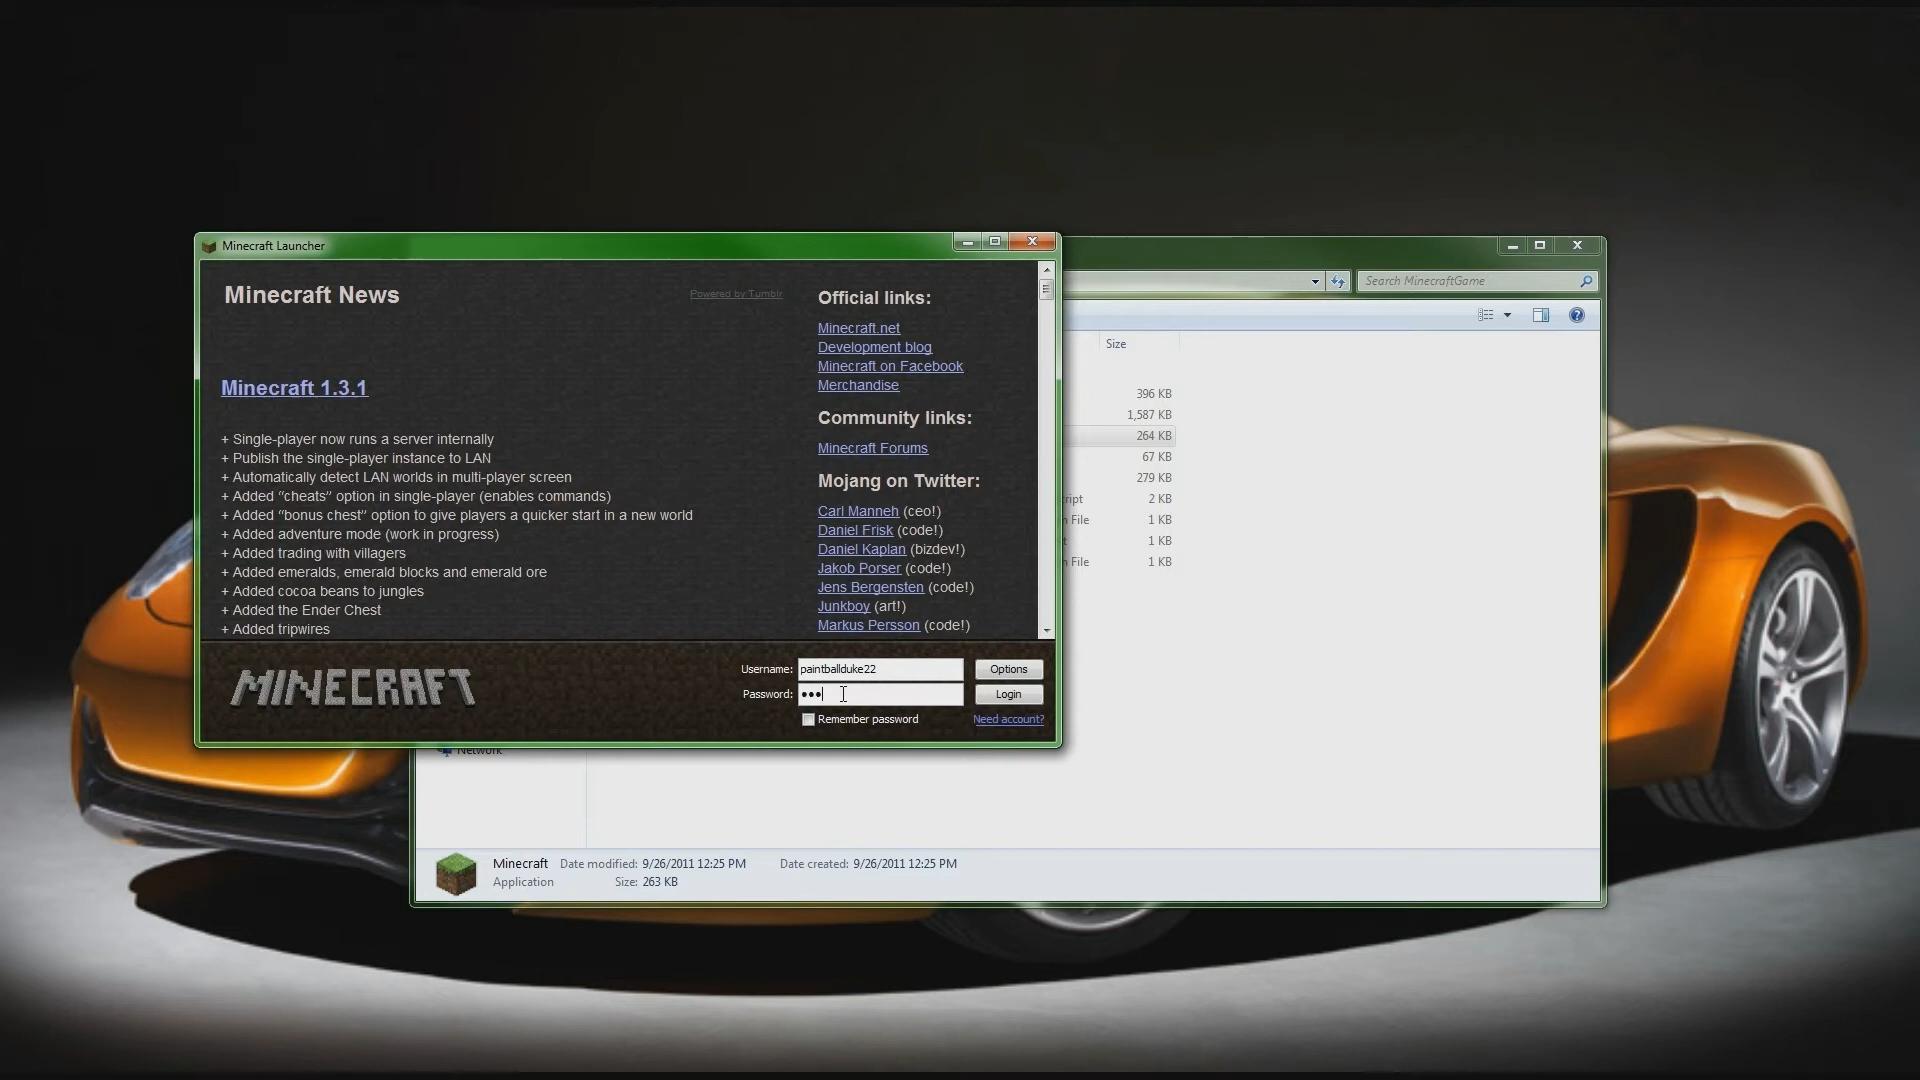 Minecraft Launcher
Minecraft News
Powered by Tumblr
Minecraft 1.3.1
+ Single-player now runs a server internally
+ Publish the single-player instance to LAN
+ Automatically detect LAN worlds in multi-player screen
+ Added “cheats” option in single-player (enables commands)
+ Added “bonus chest” option to give players a quicker start in a new world
+ Added adventure mode (work in progress)
+ Added trading with villagers
+ Added emeralds, emerald blocks and emerald ore
+ Added cocoa beans to jungles
+ Added the Ender Chest
+ Added tripwires
Official links:
Minecraft.net
Development blog
Minecraft on Facebook
Merchandise
Community links:
Minecraft Forums
Mojang on Twitter:
Carl Manneh (ceo!)
Daniel Frisk (code!)
Daniel Kaplan (bizdev!)
Jakob Porser (code!)
Jens Bergensten (code!)
Junkboy (art!)
Markus Persson (code!)
MINECRAFT
Username: paintballduke22 Options
Password: ••• Login
Remember password Need account?
Search MinecraftGame
Size
396 KB
1,587 KB
264 KB
67 KB
279 KB
2 KB
File 1 KB
1 KB
File 1 KB
Network
Minecraft Date modified: 9/26/2011 12:25 PM Date created: 9/26/2011 12:25 PM
Application Size: 263 KB